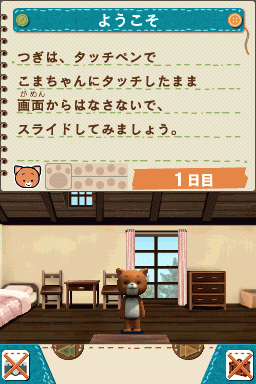 ようこそ
つぎは、タッチペンで
こまちゃんにタッチしたまま
がめん
画面からはなさないで、
スライドしてみましょう。
1日目